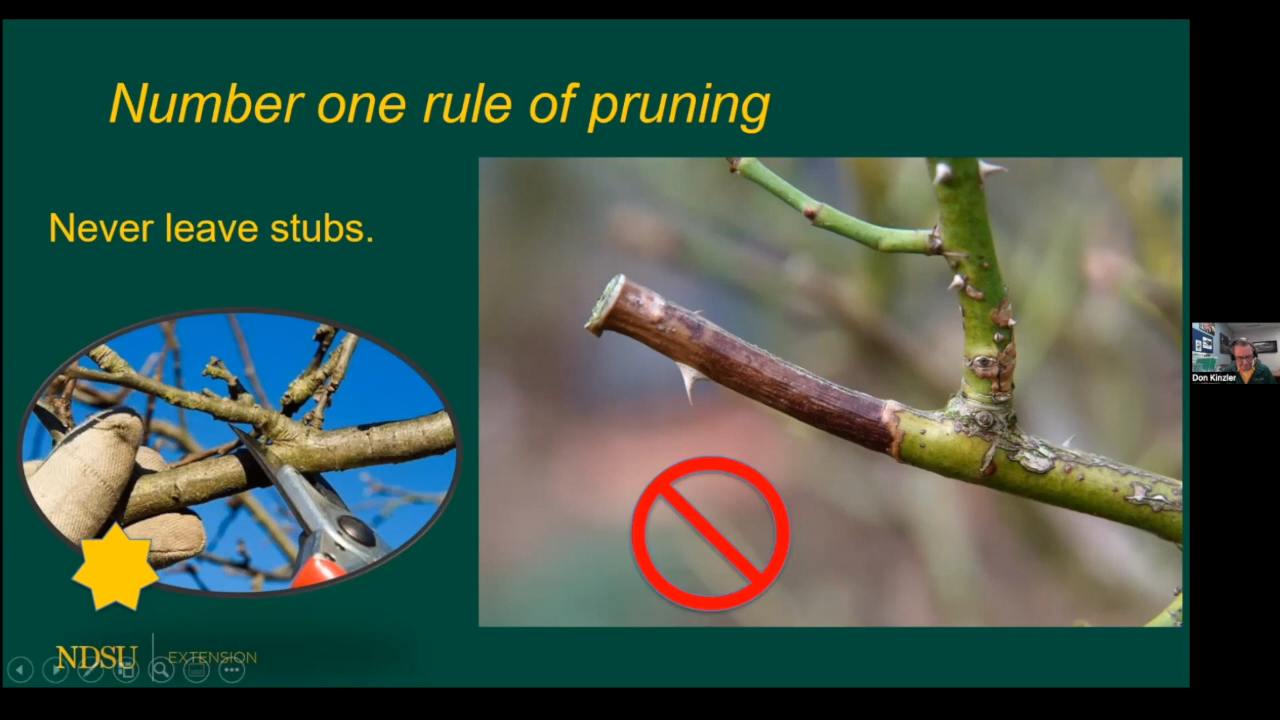 Number one rule of pruning
Never leave stubs.
Don Kinzler
NDSU EXTENSION